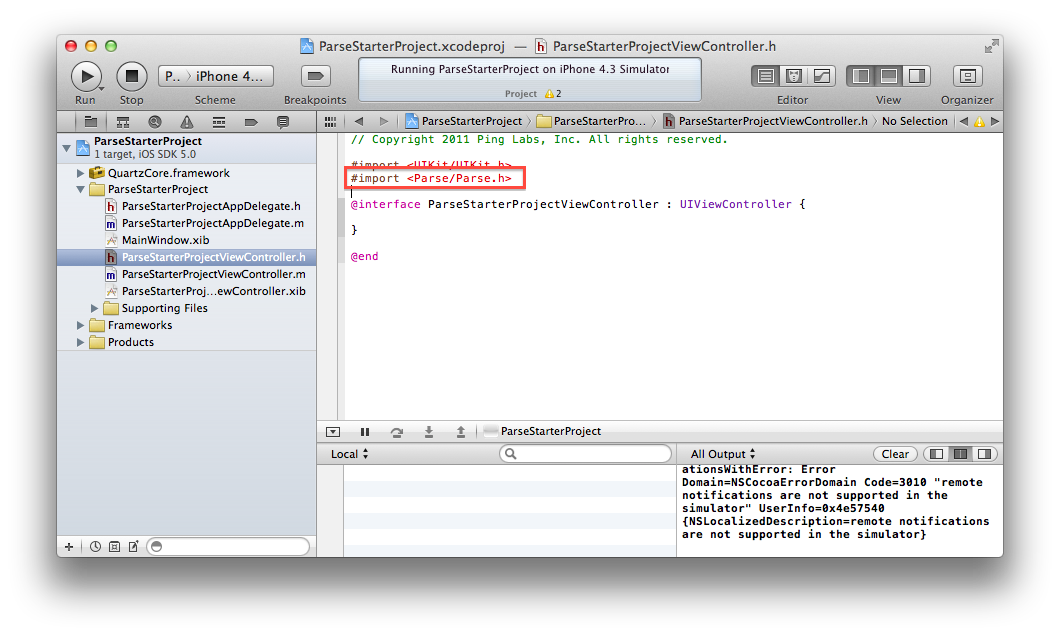 ParseStarterProject.xcodeproj — ParseStarterProjectViewController.h
P.. 〉 iPhone 4...
Running ParseStarterProject on iPhone 4.3 Simulator
Project 2
Run Stop Scheme Breakpoints Editor View Organizer
ParseStarterProject 〉 ParseStarterPro... 〉 ParseStarterProjectViewController.h 〉 No Selection
ParseStarterProject
1 target, iOS SDK 5.0
QuartzCore.framework
ParseStarterProject
ParseStarterProjectAppDelegate.h
ParseStarterProjectAppDelegate.m
MainWindow.xib
ParseStarterProjectViewController.h
ParseStarterProjectViewController.m
ParseStarterProj...ewController.xib
Supporting Files
Frameworks
Products
// Copyright 2011 Ping Labs, Inc. All rights reserved.
#import <UIKit/UIKit.h>
#import <Parse/Parse.h>
@interface ParseStarterProjectViewController : UIViewController {
}
@end
ParseStarterProject
Local
All Output
Clear
ationsWithError: Error
Domain=NSCocoaErrorDomain Code=3010 "remote
notifications are not supported in the
simulator" UserInfo=0x4e57540
{NSLocalizedDescription=remote notifications
are not supported in the simulator}